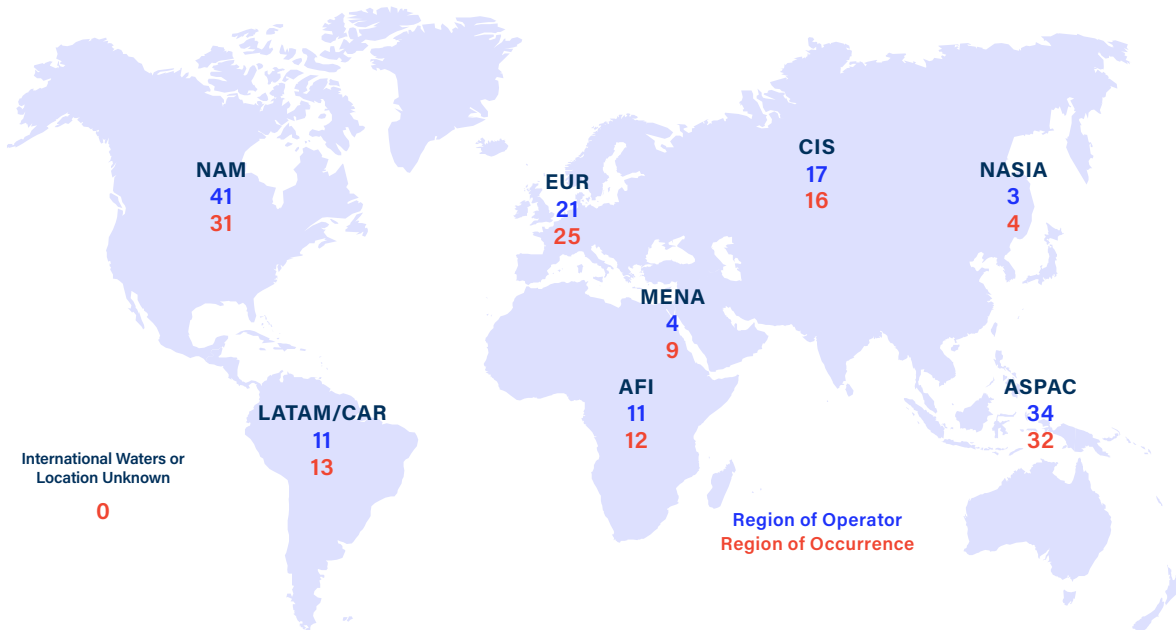 NAM
41
31
EUR
21
25
CIS
17
16
NASIA
3
4
MENA
4
9
AFI
11
12
ASPAC
34
32
LATAM/CAR
11
13
International Waters or
Location Unknown
0
Region of Operator
Region of Occurrence